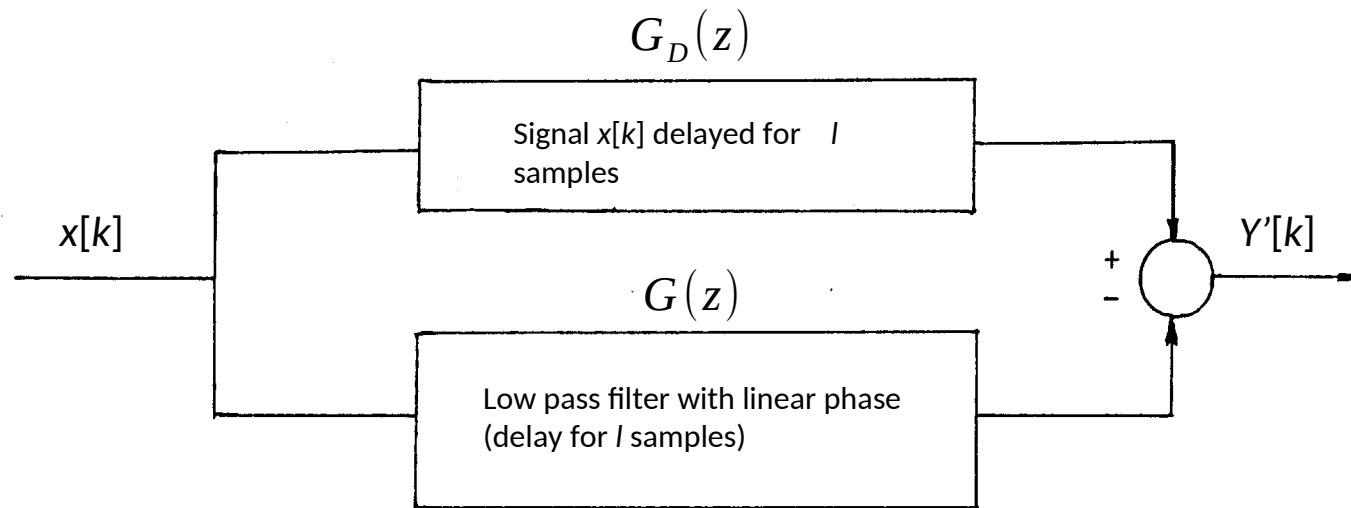 G_D(z)
Signal x[k] delayed for l
samples
x[k]
Y’[k]
+
−
G(z)
Low pass filter with linear phase
(delay for l samples)